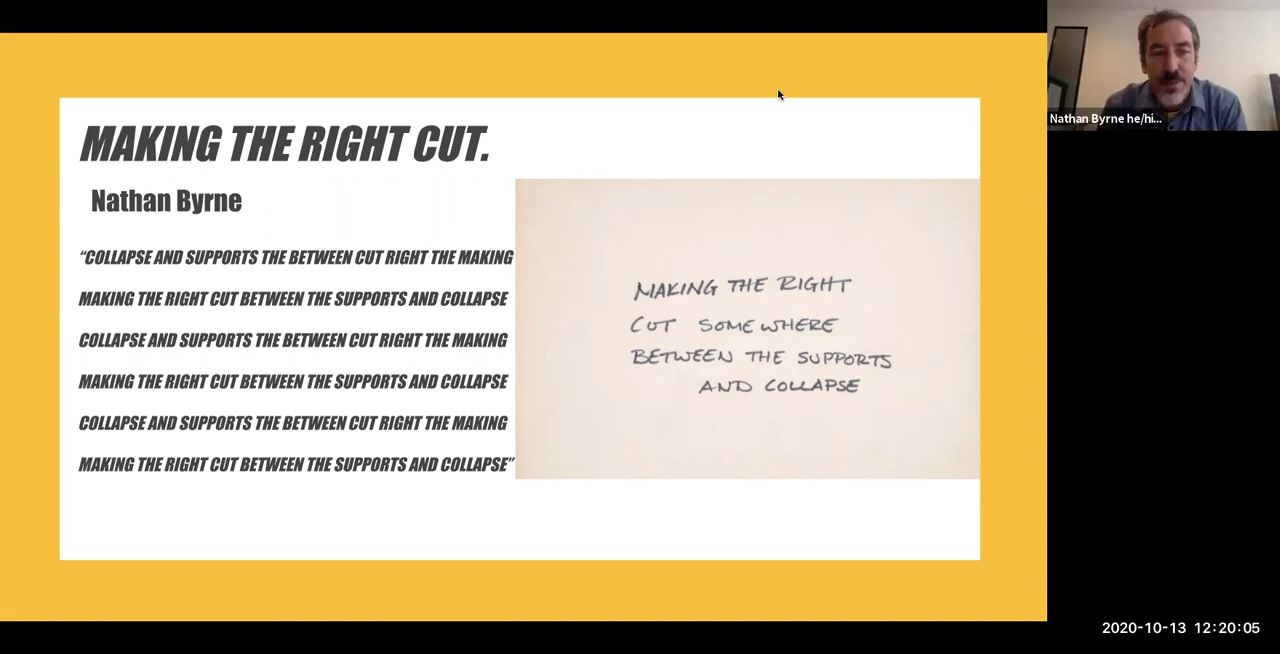 MAKING THE RIGHT CUT.
Nathan Byrne
“COLLAPSE AND SUPPORTS THE BETWEEN CUT RIGHT THE MAKING
MAKING THE RIGHT CUT BETWEEN THE SUPPORTS AND COLLAPSE
COLLAPSE AND SUPPORTS THE BETWEEN CUT RIGHT THE MAKING
MAKING THE RIGHT CUT BETWEEN THE SUPPORTS AND COLLAPSE
COLLAPSE AND SUPPORTS THE BETWEEN CUT RIGHT THE MAKING
MAKING THE RIGHT CUT BETWEEN THE SUPPORTS AND COLLAPSE”
MAKING THE RIGHT
CUT SOMEWHERE
BETWEEN THE SUPPORTS
AND COLLAPSE
Nathan Byrne he/hi...
2020-10-13 12:20:05